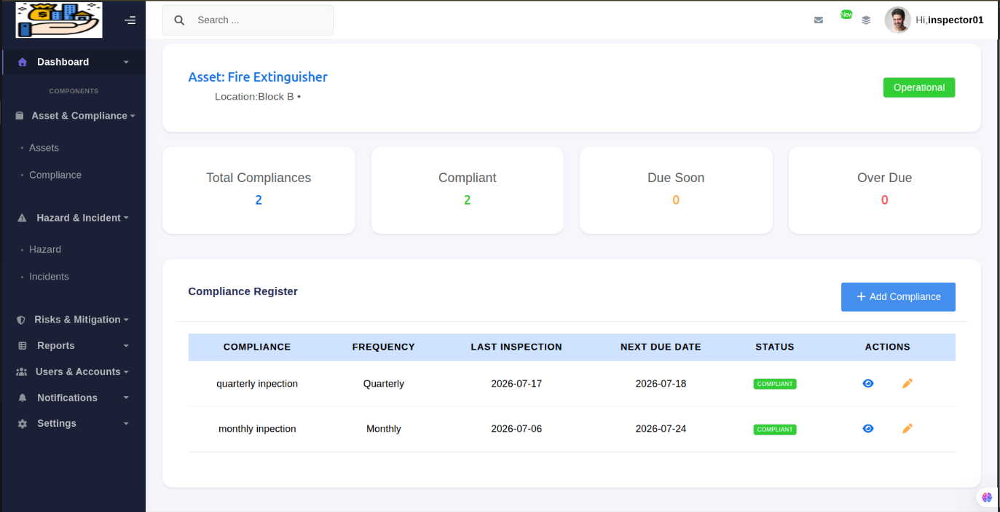 Search ...
New
Hi,inspector01
Dashboard
COMPONENTS
Asset & Compliance
Assets
Compliance
Hazard & Incident
Hazard
Incidents
Risks & Mitigation
Reports
Users & Accounts
Notifications
Settings
Asset: Fire Extinguisher
Location:Block B •
Operational
Total Compliances
2
Compliant
2
Due Soon
0
Over Due
0
Compliance Register
+ Add Compliance
COMPLIANCE FREQUENCY LAST INSPECTION NEXT DUE DATE STATUS ACTIONS
quarterly inpection Quarterly 2026-07-17 2026-07-18 COMPLIANT
monthly inpection Monthly 2026-07-06 2026-07-24 COMPLIANT